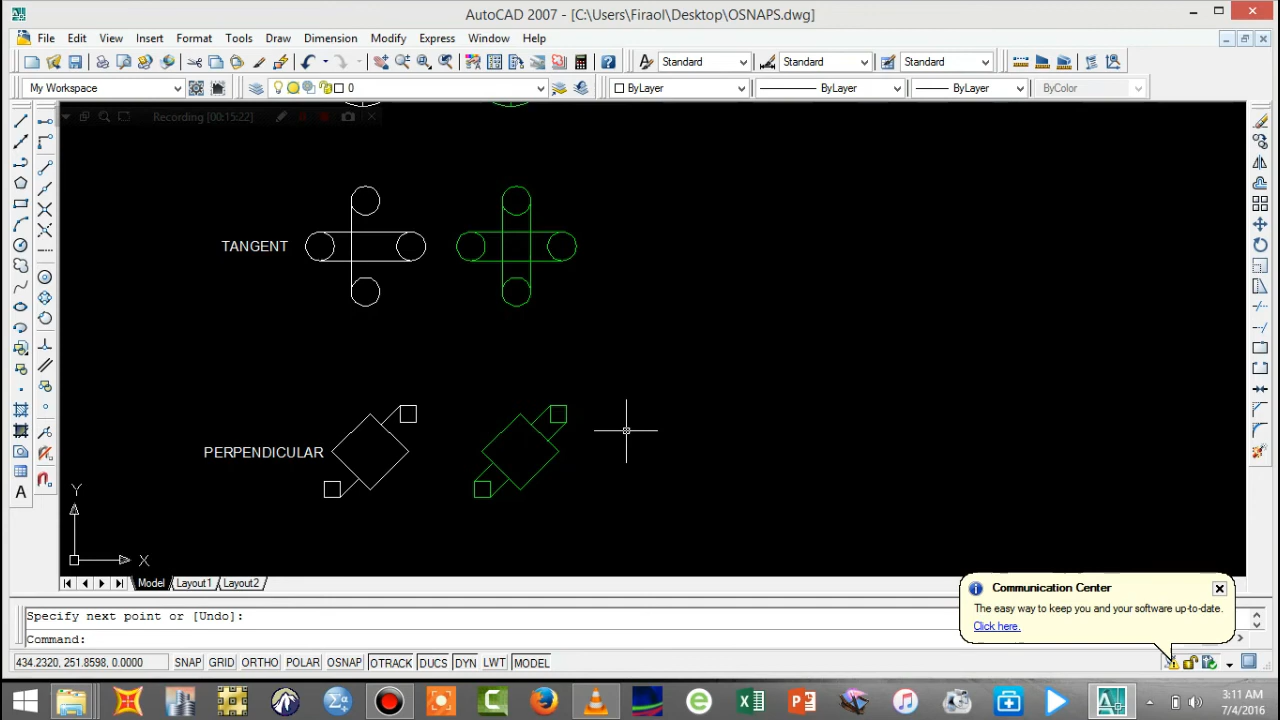 AutoCAD 2007 - [C:\Users\Firaol\Desktop\OSNAPS.dwg]
File Edit View Insert Format Tools Draw Dimension Modify Express Window Help
Standard Standard Standard
My Workspace 0 ByLayer ByLayer ByLayer ByColor
Recording [00:15:22]
TANGENT
PERPENDICULAR
Y
X
Model Layout1 Layout2
Communication Center
The easy way to keep you and your software up-to-date.
Click here.
Specify next point or [Undo]:
Command:
434.2320, 251.8598, 0.0000 SNAP GRID ORTHO POLAR OSNAP OTRACK DUCS DYN LWT MODEL
3:11 AM
7/4/2016